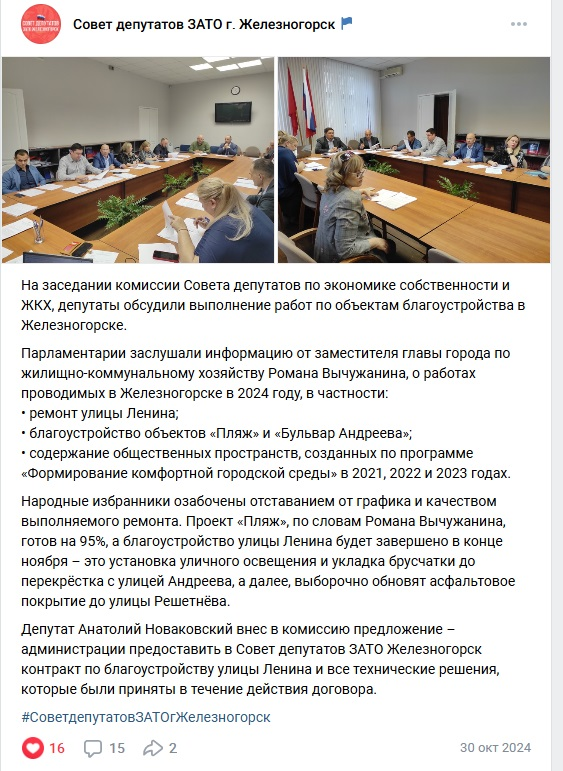 СОВЕТ ДЕПУТАТОВ
ЗАТО ЖЕЛЕЗНОГОРСК
Совет депутатов ЗАТО г. Железногорск
На заседании комиссии Совета депутатов по экономике собственности и
ЖКХ, депутаты обсудили выполнение работ по объектам благоустройства в
Железногорске.
Парламентарии заслушали информацию от заместителя главы города по
жилищно-коммунальному хозяйству Романа Вычужанина, о работах
проводимых в Железногорске в 2024 году, в частности:
• ремонт улицы Ленина;
• благоустройство объектов «Пляж» и «Бульвар Андреева»;
• содержание общественных пространств, созданных по программе
«Формирование комфортной городской среды» в 2021, 2022 и 2023 годах.
Народные избранники озабочены отставанием от графика и качеством
выполняемого ремонта. Проект «Пляж», по словам Романа Вычужанина,
готов на 95%, а благоустройство улицы Ленина будет завершено в конце
ноября – это установка уличного освещения и укладка брусчатки до
перекрёстка с улицей Андреева, а далее, выборочно обновят асфальтовое
покрытие до улицы Решетнёва.
Депутат Анатолий Новаковский внес в комиссию предложение –
администрации предоставить в Совет депутатов ЗАТО Железногорск
контракт по благоустройству улицы Ленина и все технические решения,
которые были приняты в течение действия договора.
#СоветдепутатовЗАТОгЖелезногорск
16 15 2 30 окт 2024